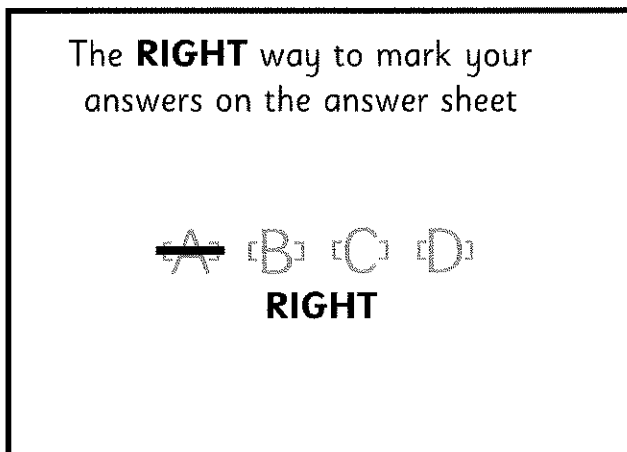 The RIGHT way to mark your
answers on the answer sheet
[A] [B] [C] [D]
RIGHT